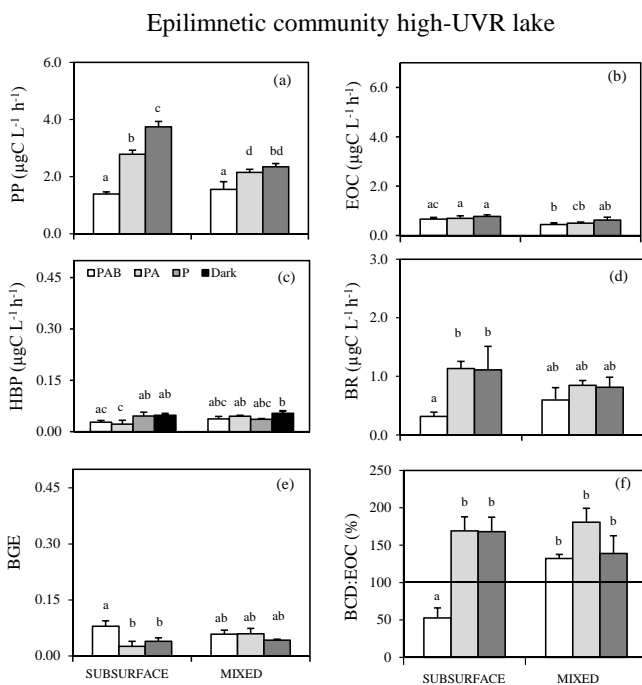 Epilimnetic community high-UVR lake
(a)
PP (µgC L-1 h-1)
6.0
4.0
2.0
0.0
a b c
a d bd
(b)
EOC (µgC L-1 h-1)
6.0
4.0
2.0
0.0
ac a a
b cb ab
(c)
PAB PA P Dark
HBP (µgC L-1 h-1)
0.45
0.30
0.15
0.00
ac c ab ab
abc ab abc b
(d)
BR (µgC L-1 h-1)
3.0
2.0
1.0
0.0
a b b
ab ab ab
(e)
BGE
0.45
0.30
0.15
0.00
a b b
ab ab ab
SUBSURFACE MIXED
(f)
BCD:EOC (%)
250
200
150
100
50
0
a b b
b b b
SUBSURFACE MIXED